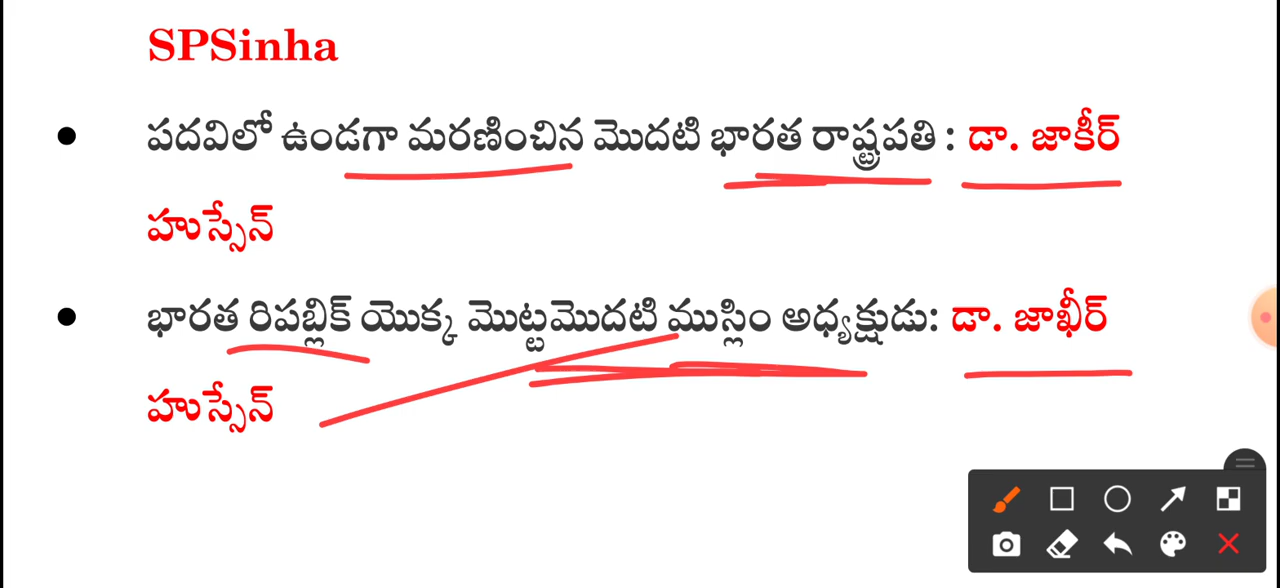 SPSinha
పదవిలో ఉండగా మరణించిన మొదటి భారత రాష్ట్రపతి : డా. జాకీర్
హుస్సేన్
భారత రిపబ్లిక్ యొక్క మొట్టమొదటి ముస్లిం అధ్యక్షుడు: డా. జాఖీర్
హుస్సేన్